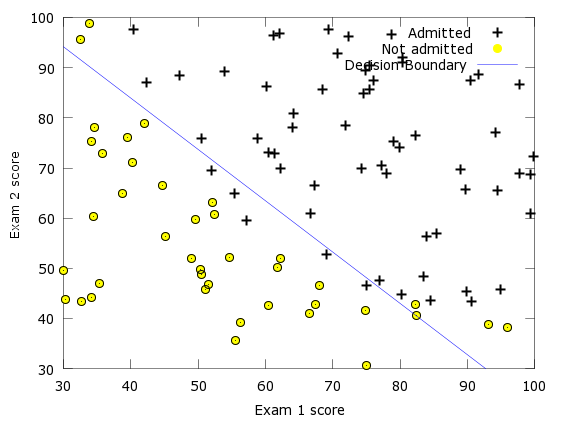 Admitted
Not admitted
Decision Boundary
100
90
80
70
60
50
40
30
Exam 2 score
30 40 50 60 70 80 90 100
Exam 1 score